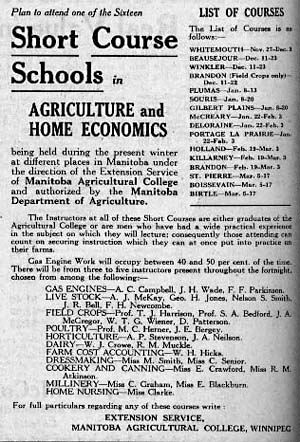 Plan to attend one of the Sixteen
Short Course
Schools in
AGRICULTURE and
HOME ECONOMICS
being held during the present winter
at different places in Manitoba under
the direction of the Extension Service
of Manitoba Agricultural College
and authorized by the Manitoba
Department of Agriculture.
LIST OF COURSES
The List of Courses is as
follows:—
WHITEMOUTH—Nov. 27-Dec. 3
BEAUSEJOUR—Dec. 11-23
WINKLER—Dec. 11-23
BRANDON (Field Crops only)—
Dec. 11-22
PLUMAS—Jan. 8-13
SOURIS—Jan. 8-20
GILBERT PLAINS—Jan. 8-20
McCREARY—Jan. 22-Feb. 3
DELORAINE—Jan. 22-Feb. 3
PORTAGE LA PRAIRIE—Jan.
22-Feb. 3
HOLLAND—Feb. 19-Mar. 3
KILLARNEY—Feb. 19-Mar. 3
BRANDON—Feb. 19-Mar. 3
ST. PIERRE—Mar. 5-17
BOISSEVAIN—Mar. 5-17
BIRTLE—Mar. 5-17
The Instructors at all of these Short Courses are either graduates of the
Agricultural College or are men who have had a wide practical experience
in the subject on which they will lecture; consequently those attending can
count on securing instruction which they can at once put into practice on
their farms.
Gas Engine Work will occupy between 40 and 50 per cent. of the time.
There will be from three to five instructors present throughout the fortnight,
chosen from among the following:—
GAS ENGINES—A. C. Campbell, J. H. Wade, F. F. Parkinson.
LIVE STOCK—A. J. McKay, Geo. H. Jones, Nelson S. Smith,
J. R. Bell, F. H. Newcombe.
FIELD CROPS—Prof. T. J. Harrison, Prof. S. A. Bedford, J. A.
McGregor, W. T. G. Wiener, D. Patterson.
POULTRY—Prof. M. C. Herner, J. E. Bergey.
HORTICULTURE—A. P. Stevenson, J. A. Neilson.
DAIRY—W. J. Crowe, R. M. Muckle.
FARM COST ACCOUNTING—W. H. Hicks.
DRESSMAKING—Miss M. Smith, Miss C. Senior.
COOKERY AND CANNING—Miss E. Crawford, Miss R. M.
Atkinson.
MILLINERY—Miss C. Graham, Miss E. Blackburn.
HOME NURSING—Miss Clarke.
For full particulars regarding any of these courses write :
EXTENSION SERVICE,
MANITOBA AGRICULTURAL COLLEGE, WINNIPEG